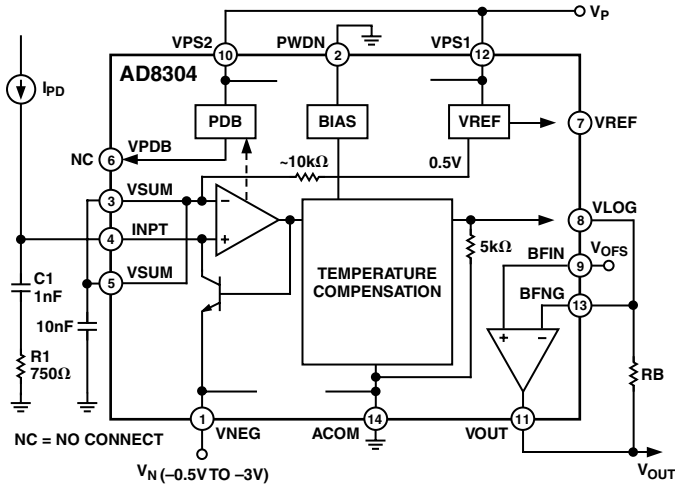 VPS2
PWDN
VPS1
VP
10
2
12
AD8304
IPD
PDB
BIAS
VREF
7
VREF
VPDB
NC
6
~10kΩ
0.5V
VSUM
3
−
VLOG
8
INPT
4
+
5kΩ
BFIN
VOFS
9
VSUM
5
TEMPERATURE
COMPENSATION
C1
1nF
BFNG
13
10nF
+
−
R1
750Ω
RB
1
VNEG
ACOM
14
VOUT
11
NC = NO CONNECT
VN (−0.5V TO −3V)
VOUT